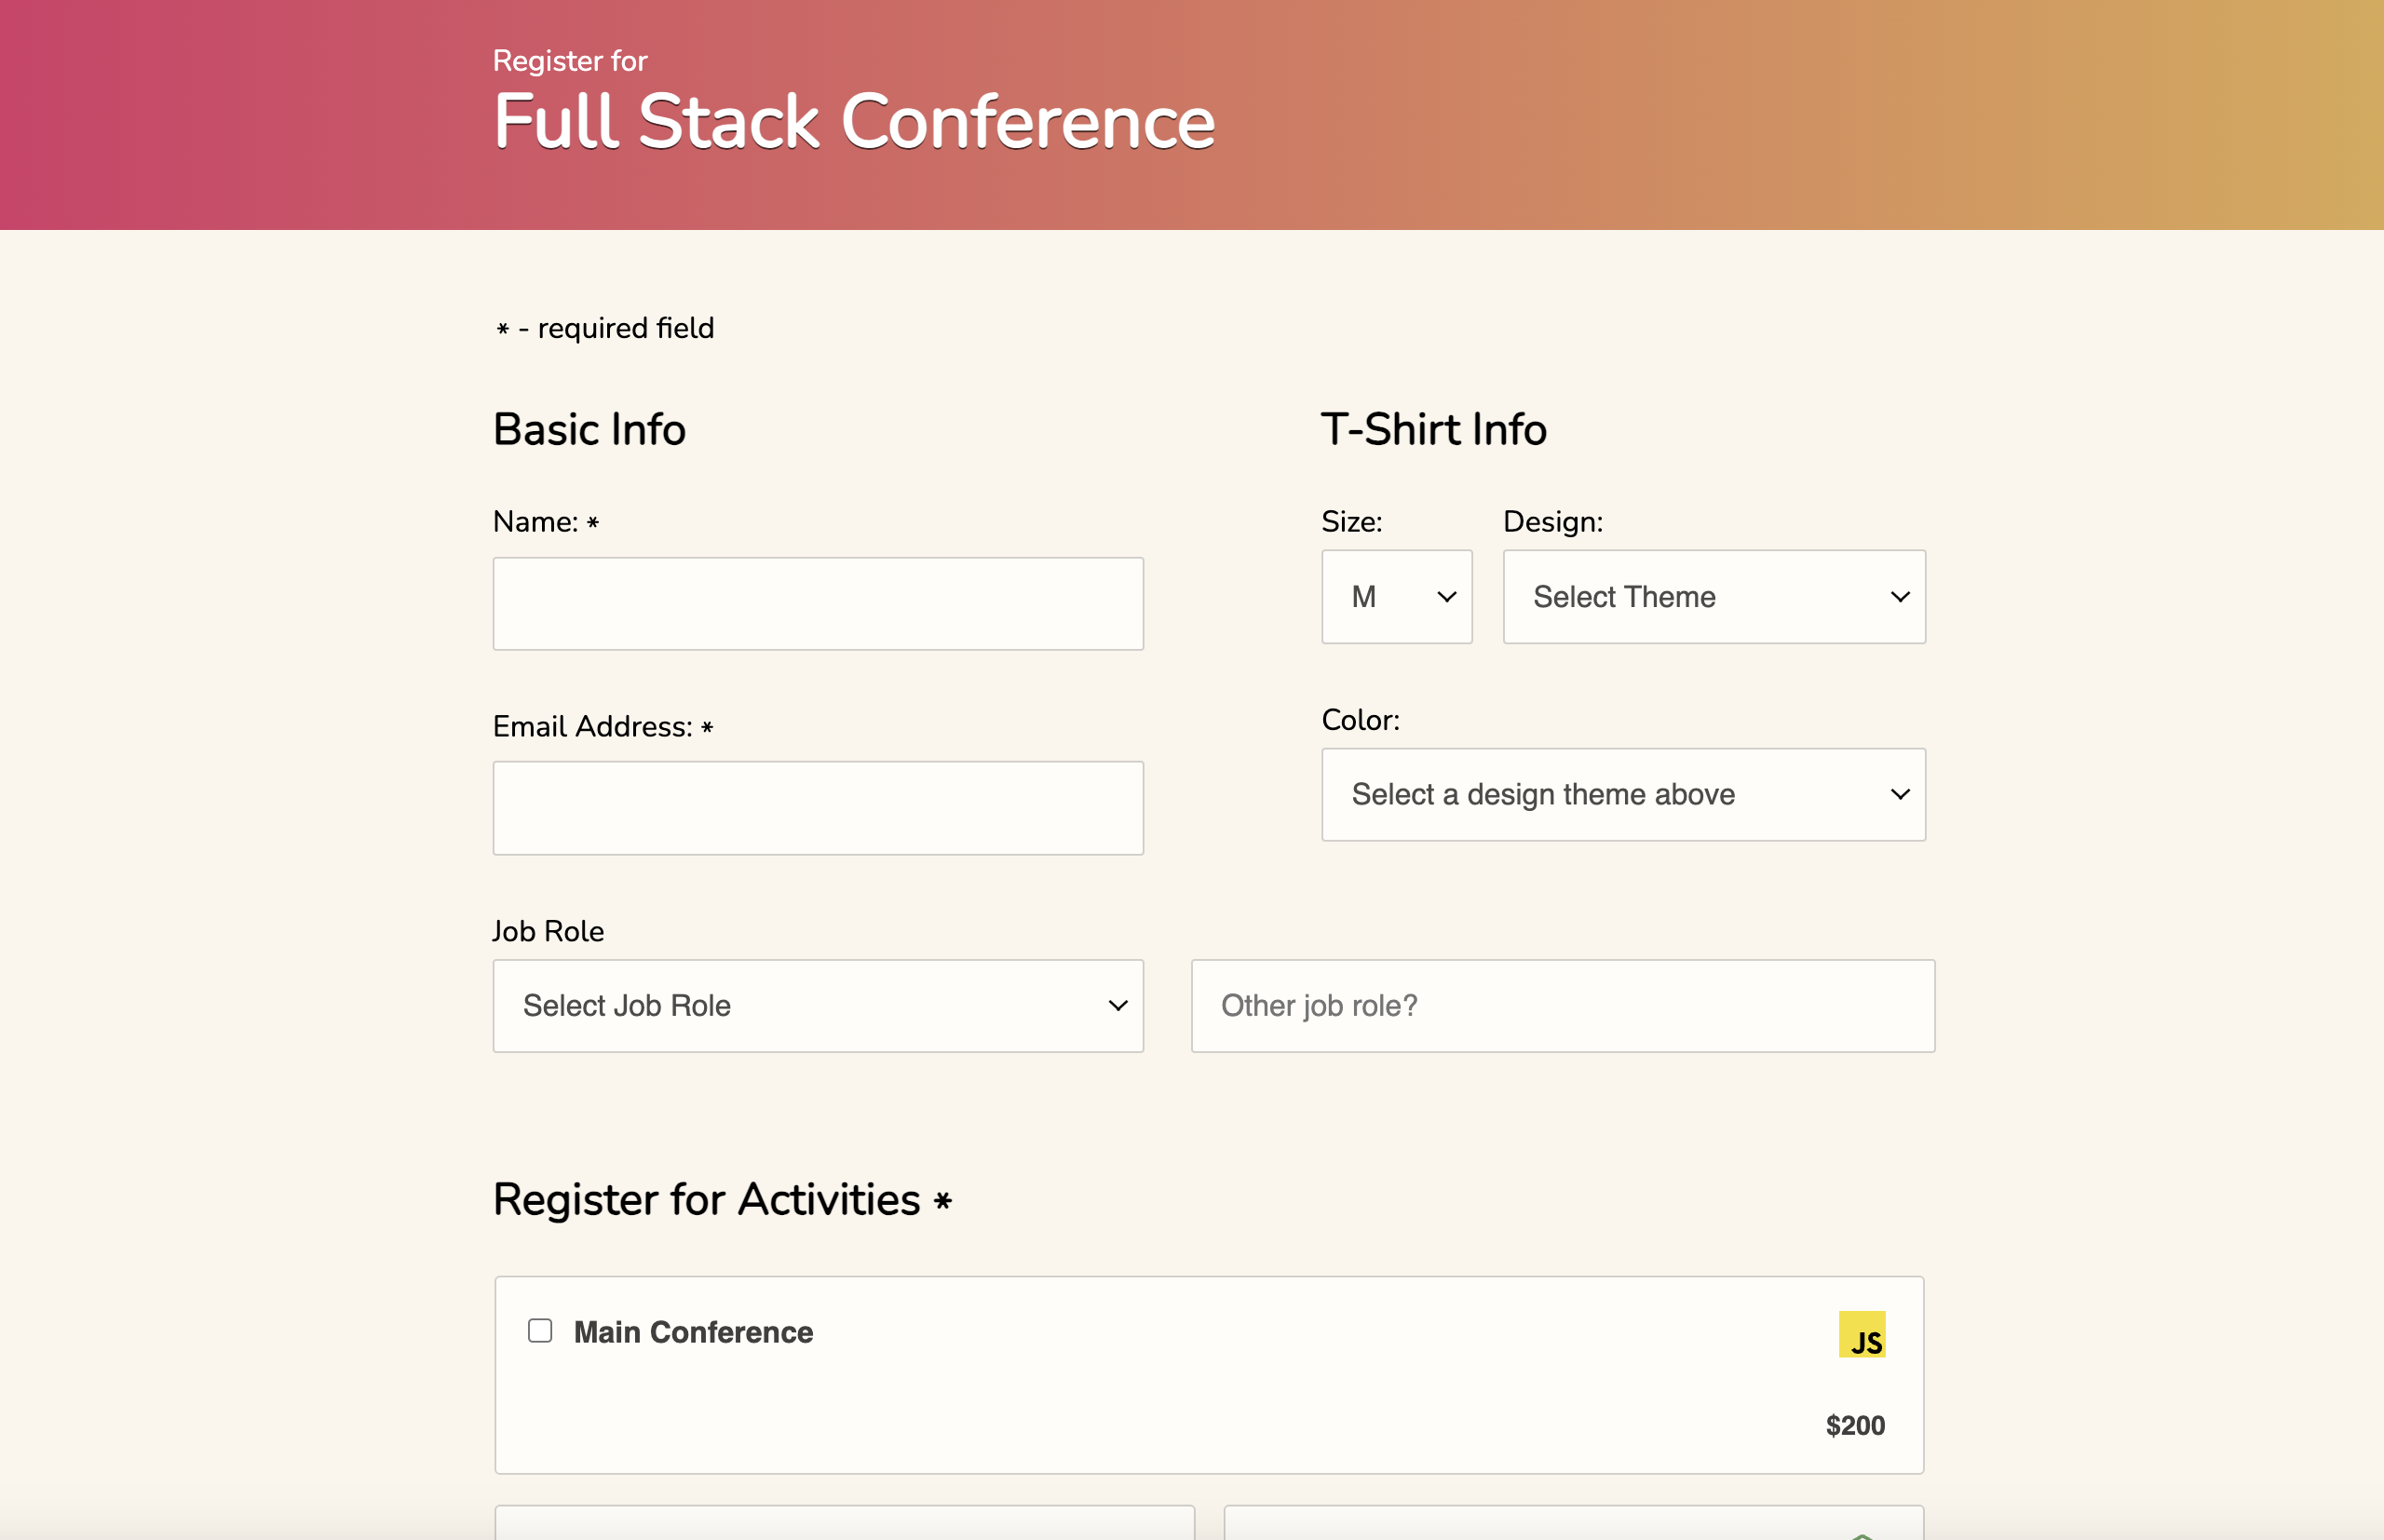 Register for
Full Stack Conference
* - required field
Basic Info
Name: *
Email Address: *
Job Role
Select Job Role
T-Shirt Info
Size:
M
Design:
Select Theme
Color:
Select a design theme above
Other job role?
Register for Activities *
Main Conference
JS
$200